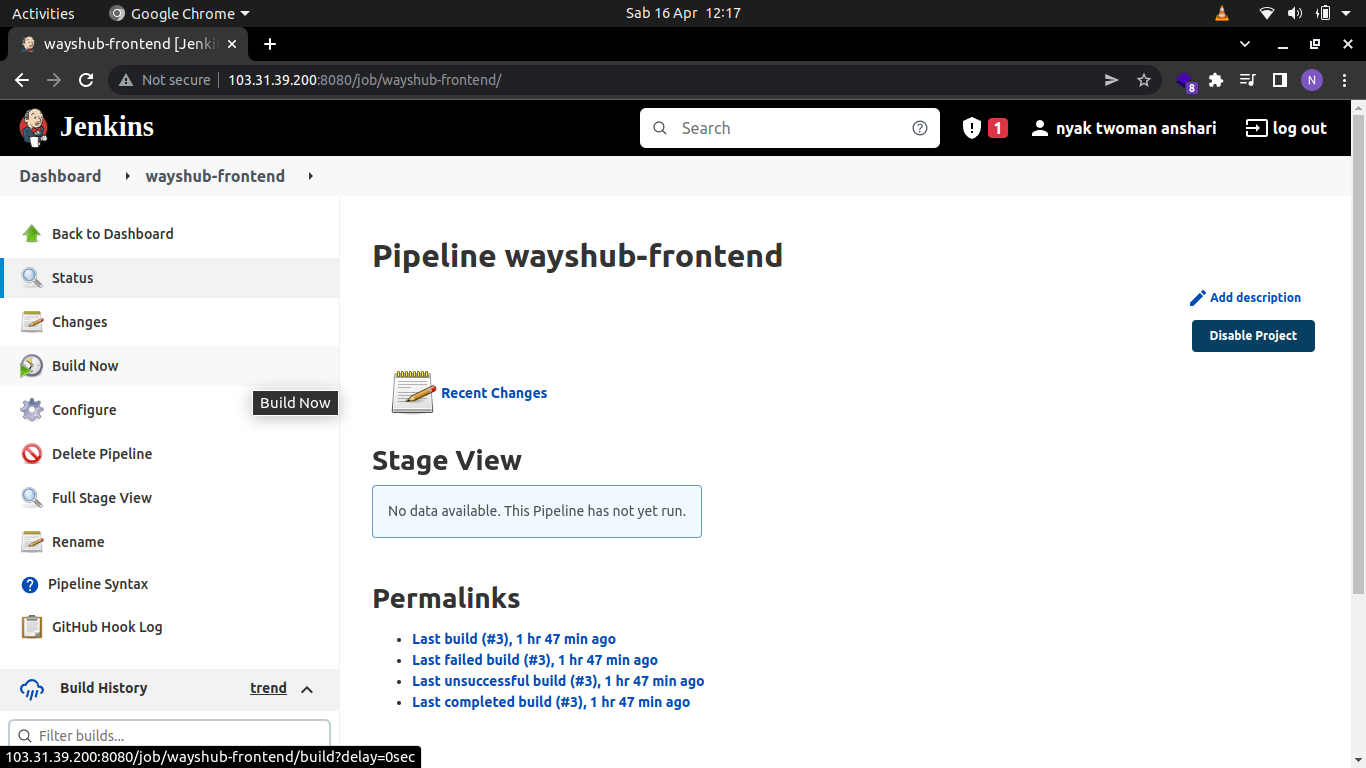 Activities Google Chrome Sab 16 Apr 12:17
wayshub-frontend [Jenki
Not secure 103.31.39.200:8080/job/wayshub-frontend/ 8 N
Jenkins Search 1 nyak twoman anshari log out
Dashboard wayshub-frontend
Back to Dashboard
Status
Changes
Build Now
Build Now
Configure
Delete Pipeline
Full Stage View
Rename
Pipeline Syntax
GitHub Hook Log
Build History trend
Filter builds...
Pipeline wayshub-frontend
Add description
Disable Project
Recent Changes
Stage View
No data available. This Pipeline has not yet run.
Permalinks
• Last build (#3), 1 hr 47 min ago
• Last failed build (#3), 1 hr 47 min ago
• Last unsuccessful build (#3), 1 hr 47 min ago
• Last completed build (#3), 1 hr 47 min ago
103.31.39.200:8080/job/wayshub-frontend/build?delay=0sec